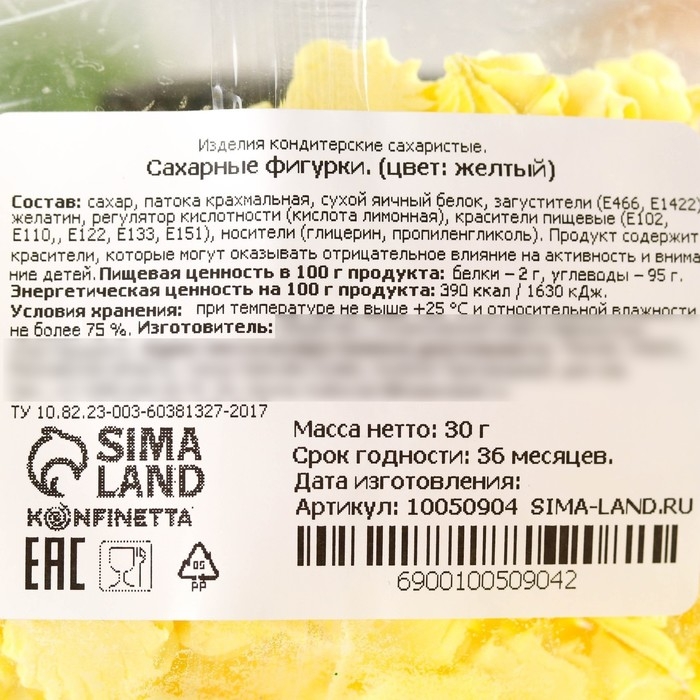 Изделия кондитерские сахаристые.
Сахарные фигурки. (цвет: желтый)
Состав: сахар, патока крахмальная, сухой яичный белок, загустители (Е466, Е1422)
желатин, регулятор кислотности (кислота лимонная), красители пищевые (Е102,
Е110,, Е122, Е133, Е151), носители (глицерин, пропиленгликоль). Продукт содержит
красители, которые могут оказывать отрицательное влияние на активность и внима
ние детей. Пищевая ценность в 100 г продукта: белки – 2 г, углеводы – 95 г.
Энергетическая ценность на 100 г продукта: 390 ккал / 1630 кДж.
Условия хранения: при температуре не выше +25 °С и относительной влажности
не более 75 %. Изготовитель:
ТУ 10.82.23-003-60381327-2017
SIMA
LAND
KONFINETTA
Масса нетто: 30 г
Срок годности: 36 месяцев.
Дата изготовления:
Артикул: 10050904 SIMA-LAND.RU
6900100509042
EAC
05
PP